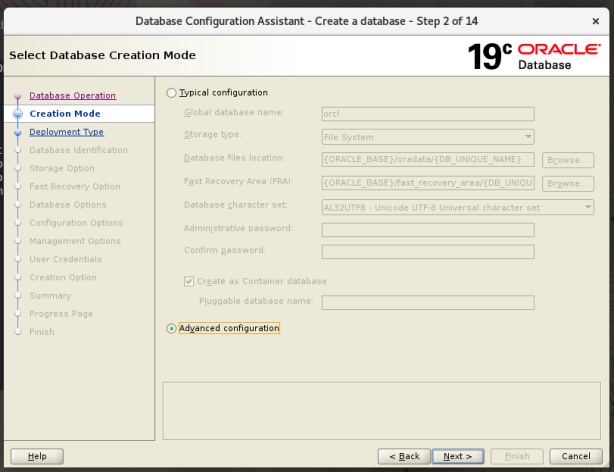 Database Configuration Assistant - Create a database - Step 2 of 14
Select Database Creation Mode
19c ORACLE
Database
Database Operation
Creation Mode
Deployment Type
Database Identification
Storage Option
Fast Recovery Option
Database Options
Configuration Options
Management Options
User Credentials
Creation Option
Summary
Progress Page
Finish
Typical configuration
Global database name: orcl
Storage type: File System
Database files location: {ORACLE_BASE}/oradata/{DB_UNIQUE_NAME} Browse...
Fast Recovery Area (FRA): {ORACLE_BASE}/fast_recovery_area/{DB_UNIQU Browse...
Database character set: AL32UTF8 - Unicode UTF-8 Universal character set
Administrative password:
Confirm password:
Create as Container database
Pluggable database name:
Advanced configuration
Help < Back Next > Finish Cancel